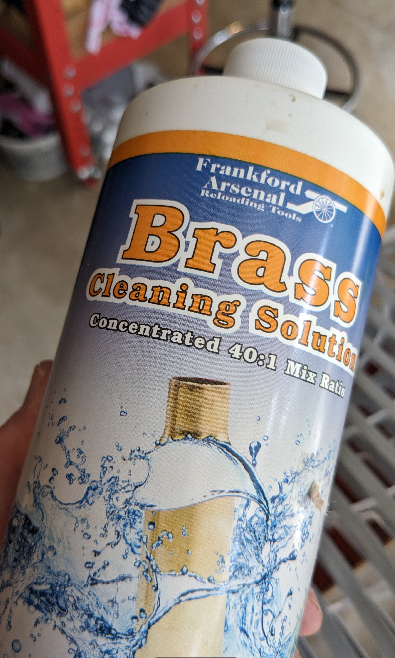 Frankford
Arsenal
Reloading Tools
Brass
Cleaning Solution
Concentrated 40:1 Mix Ratio